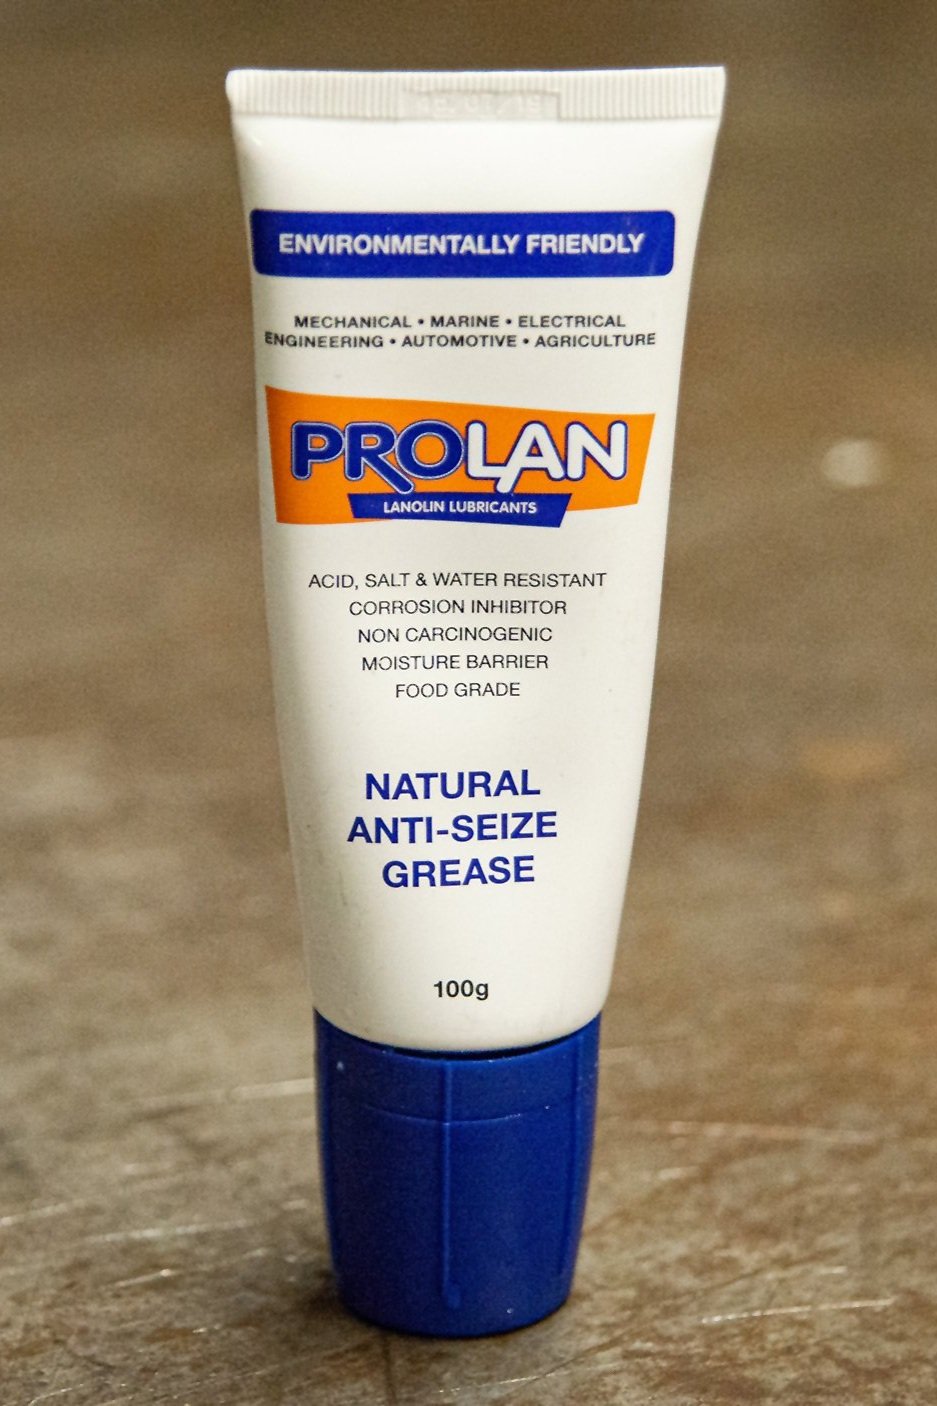 ENVIRONMENTALLY FRIENDLY
MECHANICAL • MARINE • ELECTRICAL
ENGINEERING • AUTOMOTIVE • AGRICULTURE
PROLAN
LANOLIN LUBRICANTS
ACID, SALT & WATER RESISTANT
CORROSION INHIBITOR
NON CARCINOGENIC
MOISTURE BARRIER
FOOD GRADE
NATURAL
ANTI-SEIZE
GREASE
100g